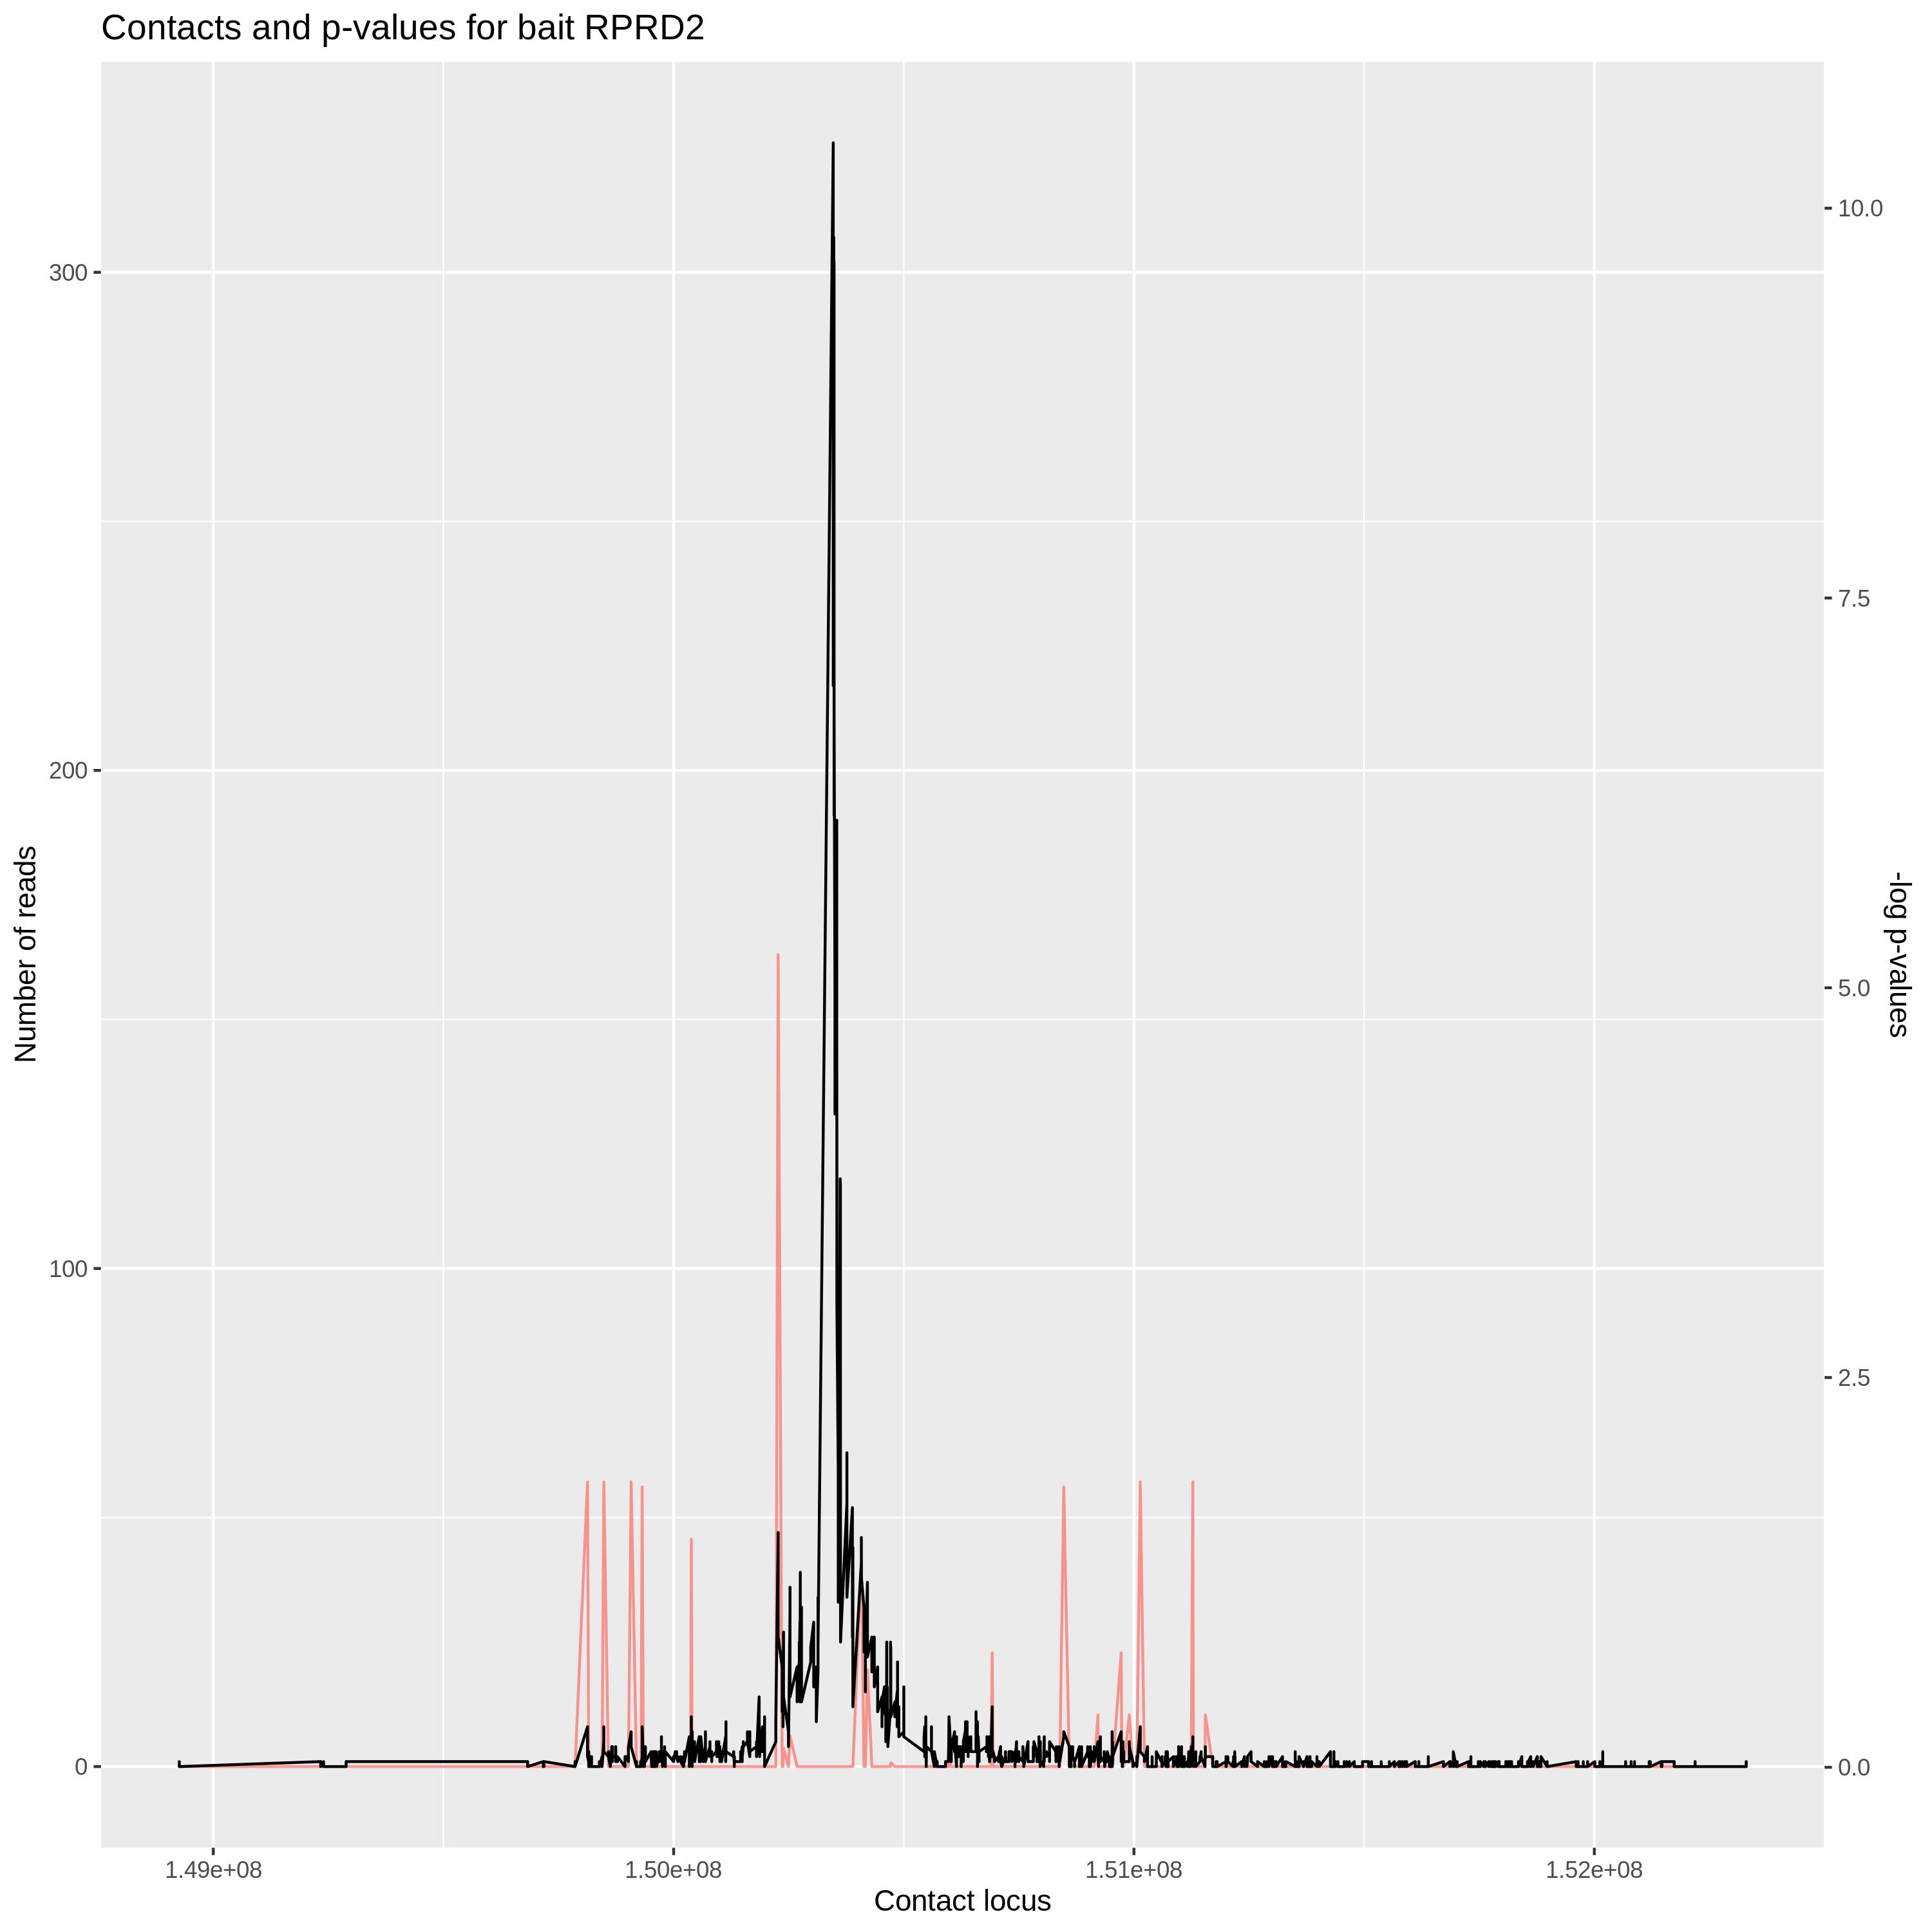 Contacts and p-values for bait RPRD2
300
200
100
0
Number of reads
10.0
7.5
5.0
2.5
0.0
-log p-values
1.49e+08
1.50e+08
1.51e+08
1.52e+08
Contact locus